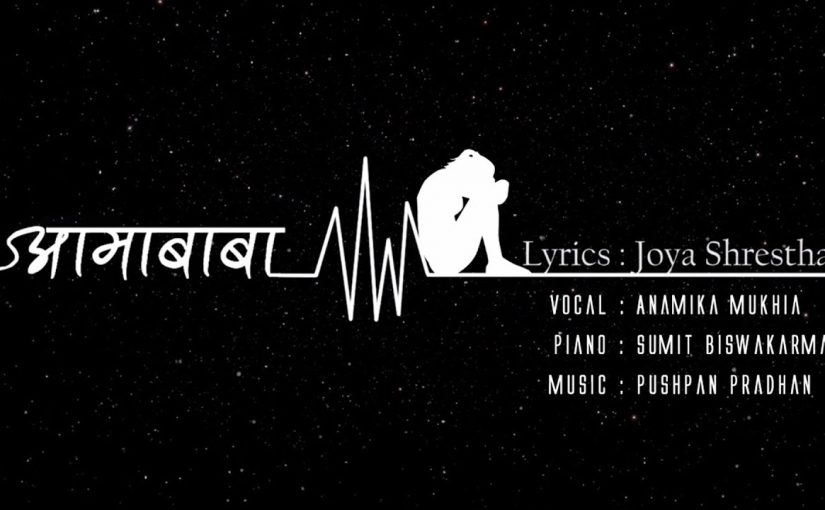 आमाबाबा
Lyrics : Joya Shrestha
VOCAL : ANAMIKA MUKHIA
PIANO : SUMIT BISWAKARMA
MUSIC : PUSHPAN PRADHAN